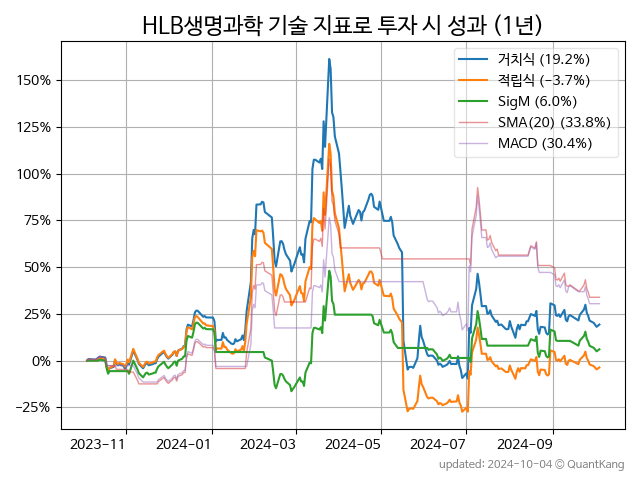 HLB생명과학 기술 지표로 투자 시 성과 (1년)
거치식 (19.2%)
적립식 (−3.7%)
SigM (6.0%)
SMA(20) (33.8%)
MACD (30.4%)
150%
125%
100%
75%
50%
25%
0%
−25%
2023-11
2024-01
2024-03
2024-05
2024-07
2024-09
updated: 2024-10-04 © QuantKang